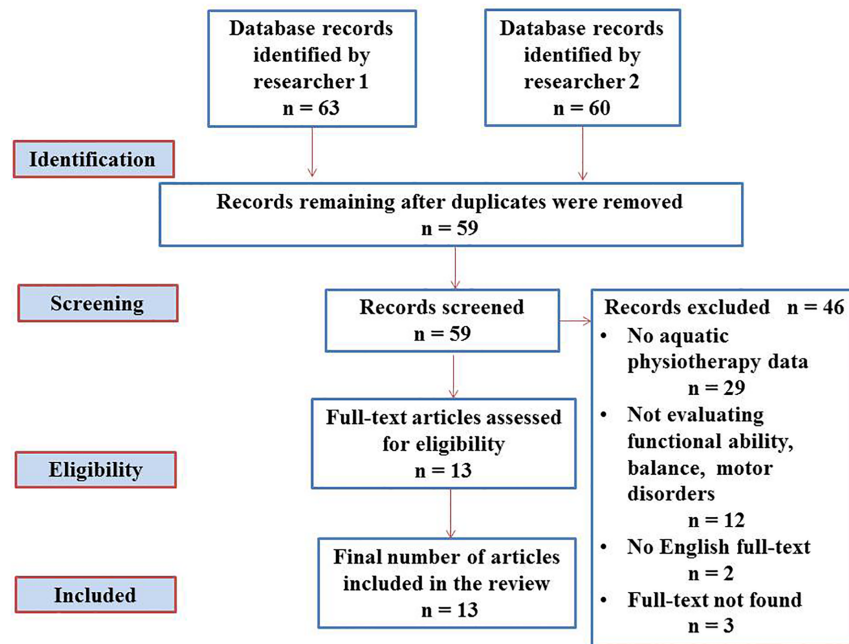 Database records
identified by
researcher 1
n = 63
Database records
identified by
researcher 2
n = 60
Identification
Records remaining after duplicates were removed
n = 59
Screening
Records screened
n = 59
Records excluded n = 46
• No aquatic
physiotherapy data
n = 29
• Not evaluating
functional ability,
balance, motor
disorders
n = 12
• No English full-text
n = 2
• Full-text not found
n = 3
Full-text articles assessed
for eligibility
n = 13
Eligibility
Final number of articles
included in the review
n = 13
Included